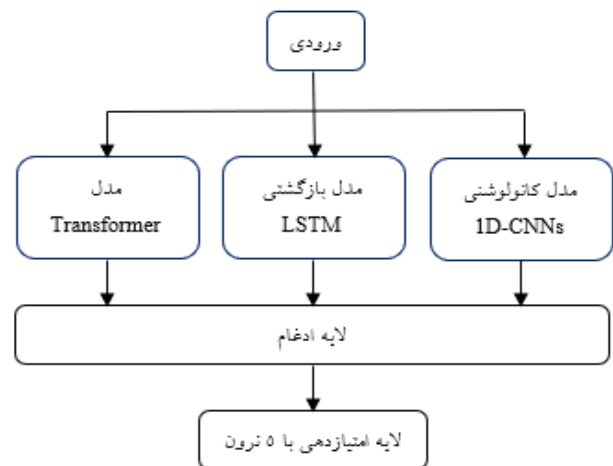 ورودی
مدل کانولوشنی
1D-CNNs
مدل بازگشتی
LSTM
مدل
Transformer
لایه ادغام
لایه امتیازدهی با ۵ نرون